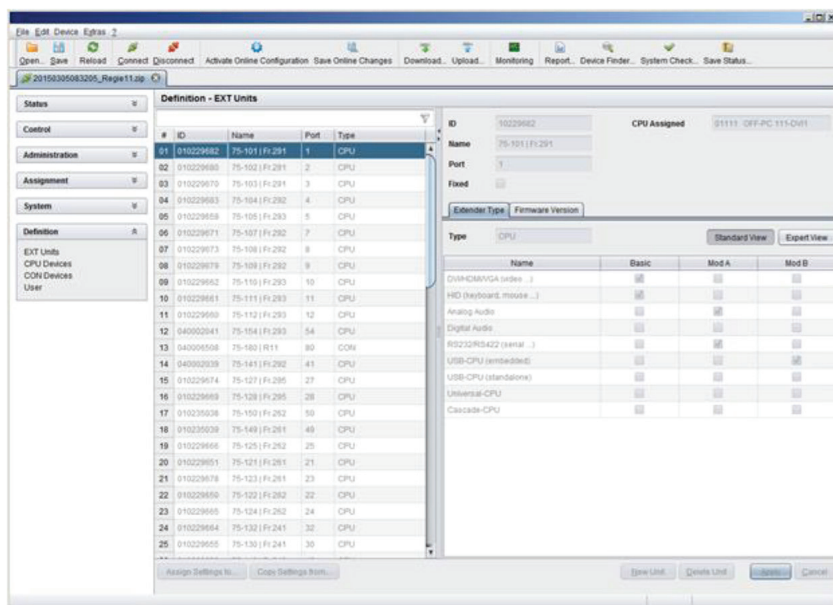 File Edit Device Extras ?
Open... Save Reload Connect Disconnect Activate Online Configuration Save Online Changes Download... Upload... Monitoring Report... Device Finder... System Check... Save Status...
20150305083205_Regie11.zip
Status
Control
Administration
Assignment
System
Definition
EXT Units
CPU Devices
CON Devices
User
Definition - EXT Units
# ID Name Port Type
01 010229682 75-101 | Fr.291 1 CPU
02 010229680 75-102 | Fr.291 2 CPU
03 010229670 75-103 | Fr.291 3 CPU
04 010229683 75-104 | Fr.292 4 CPU
05 010229659 75-105 | Fr.293 5 CPU
06 010229671 75-107 | Fr.292 7 CPU
07 010229673 75-108 | Fr.292 8 CPU
08 010229679 75-109 | Fr.292 9 CPU
09 010229662 75-110 | Fr.293 10 CPU
10 010229661 75-111 | Fr.293 11 CPU
11 010229660 75-112 | Fr.293 12 CPU
12 040002041 75-154 | Fr.293 54 CPU
13 040006508 75-180 | R11 80 CON
14 040002039 75-141 | Fr.292 41 CPU
15 010229674 75-127 | Fr.295 27 CPU
16 010229669 75-128 | Fr.295 28 CPU
17 010235038 75-150 | Fr.262 50 CPU
18 010235039 75-149 | Fr.261 49 CPU
19 010229666 75-125 | Fr.262 25 CPU
20 010229651 75-121 | Fr.261 21 CPU
21 010229678 75-123 | Fr.261 23 CPU
22 010229650 75-122 | Fr.262 22 CPU
23 010229665 75-124 | Fr.262 24 CPU
24 010229664 75-132 | Fr.241 32 CPU
25 010229655 75-130 | Fr.241 30 CPU
Assign Settings to... Copy Settings from...
ID 10229682 CPU Assigned 01111 OFF-PC 111-DVI1
Name 75-101 | Fr.291
Port 1
Fixed
Extender Type Firmware Version
Type CPU Standard View Expert View
Name Basic Mod A Mod B
DVI/HDMI/VGA (video ...)
HID (keyboard, mouse ...)
Analog Audio
Digital Audio
RS232/RS422 (serial ...)
USB-CPU (embedded)
USB-CPU (standalone)
Universal-CPU
Cascade-CPU
New Unit Delete Unit Apply Cancel